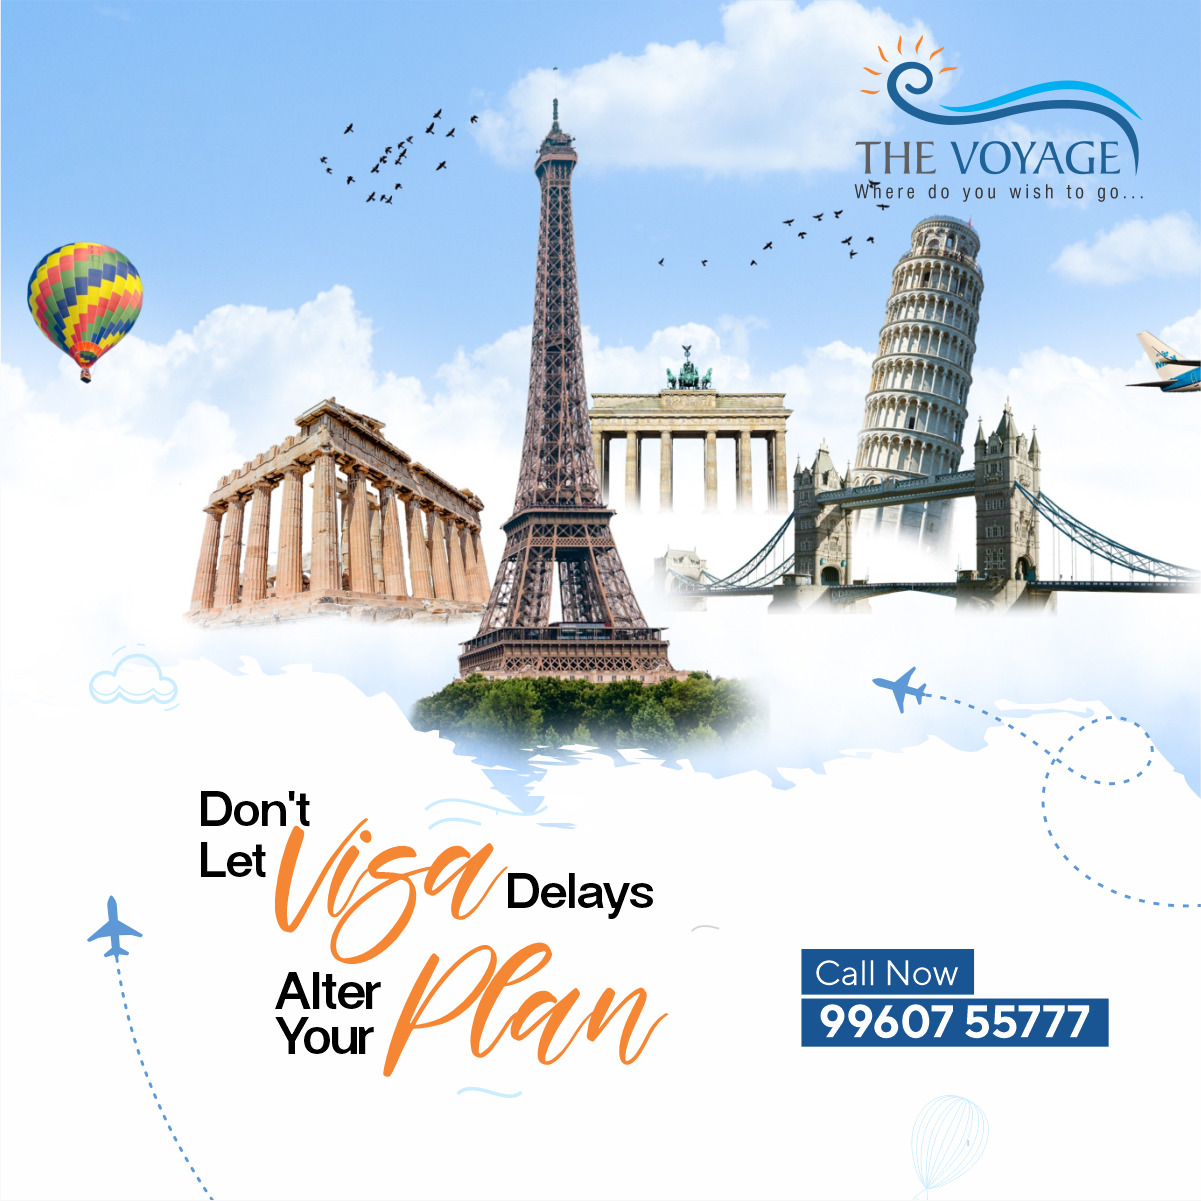 THE VOYAGE
Where do you wish to go...
Don't
Let Visa Delays
Alter
Your Plan
Call Now
99607 55777